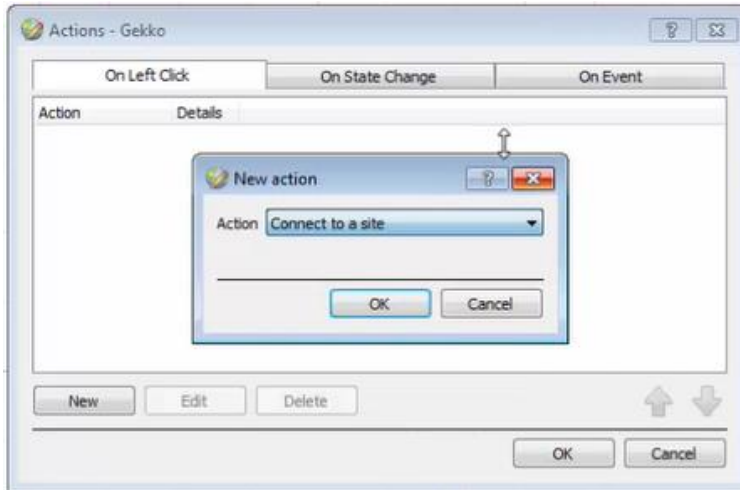 Actions - Gekko
On Left Click On State Change On Event
Action Details
New action
Action Connect to a site
OK Cancel
New Edit Delete
OK Cancel